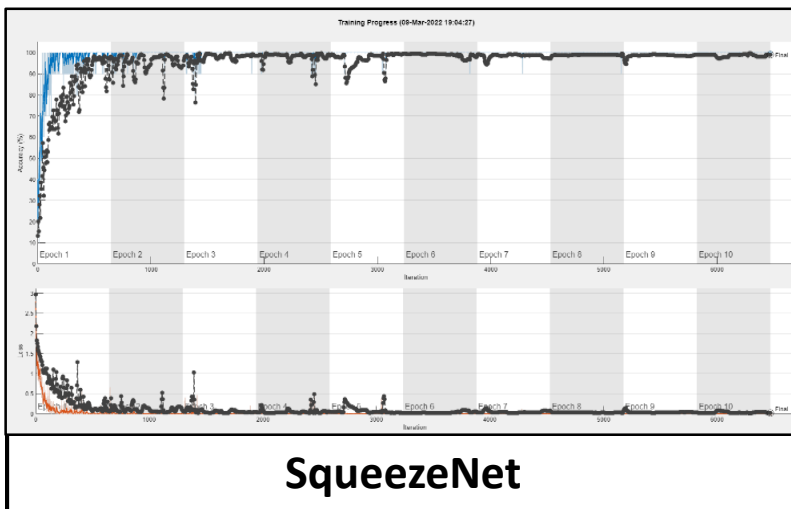 Training Progress (09-Mar-2022 19:04:27)
100
90
80
70
60
50
40
30
20
10
0
Accuracy (%)
Final
Epoch 1 Epoch 2 Epoch 3 Epoch 4 Epoch 5 Epoch 6 Epoch 7 Epoch 8 Epoch 9 Epoch 10
0 1000 2000 3000 4000 5000 6000
Iteration
3
2.5
2
1.5
1
0.5
0
Loss
Final
3 4 Epoch 6 Epoch 7 Epoch 8 Epoch 9 Epoch 10
0 1000 2000 3000 4000 5000 6000
Iteration
SqueezeNet